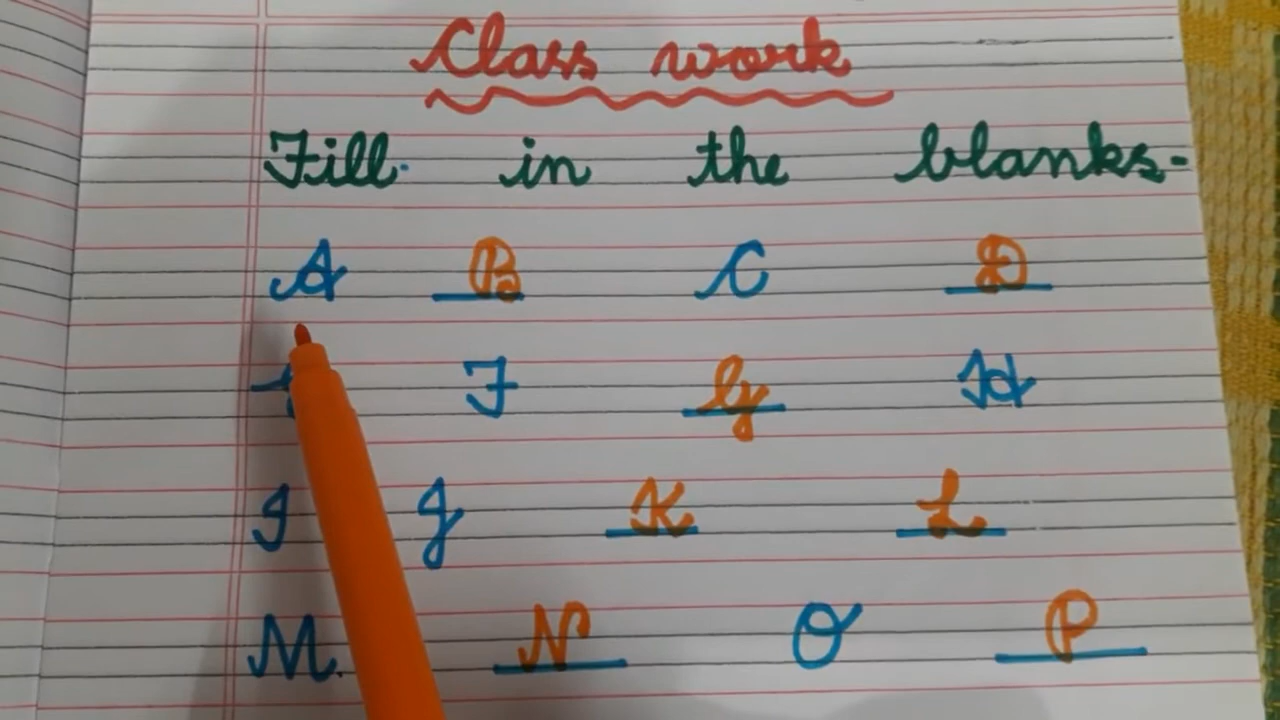 Class work
Fill in the blanks-
A B C D
F G H
I J K L
M N O P